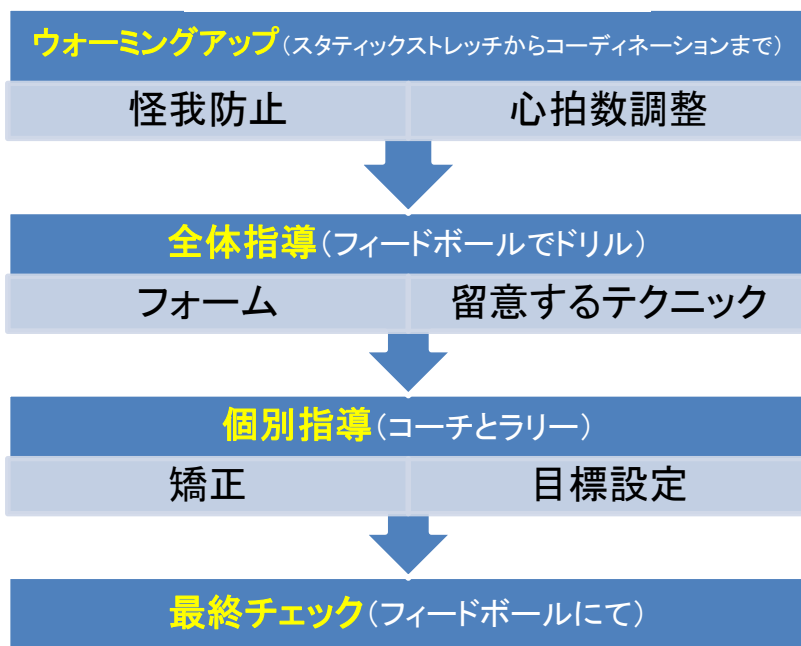 ウォーミングアップ(スタティックストレッチからコーディネーションまで)
怪我防止 心拍数調整
全体指導(フィードボールでドリル)
フォーム 留意するテクニック
個別指導(コーチとラリー)
矯正 目標設定
最終チェック(フィードボールにて)